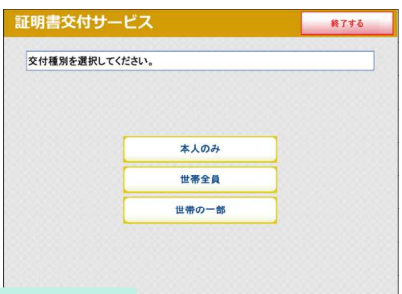 証明書交付サービス
終了する
交付種別を選択してください。
本人のみ
世帯全員
世帯の一部